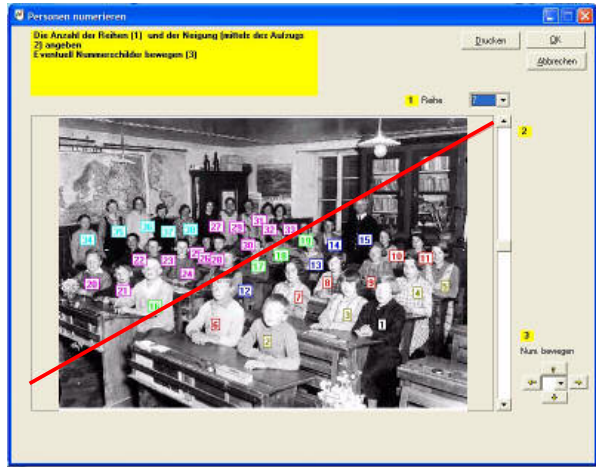 Personen numerieren
Die Anzahl der Reihen (1) und der Neigung (mittels des Aufzugs
2) angeben
Eventuell Nummerschilder bewegen (3)
Drucken
OK
Abbrechen
1 Reihe 7
2
34 35 36 37 38 27 29 31 32 33 19 14 15
22 23 25 26 28 30 18 17 13 10 11
20 21 24 16 12 7 8 9 4 5
6 2 3 1
3
Num. bewegen